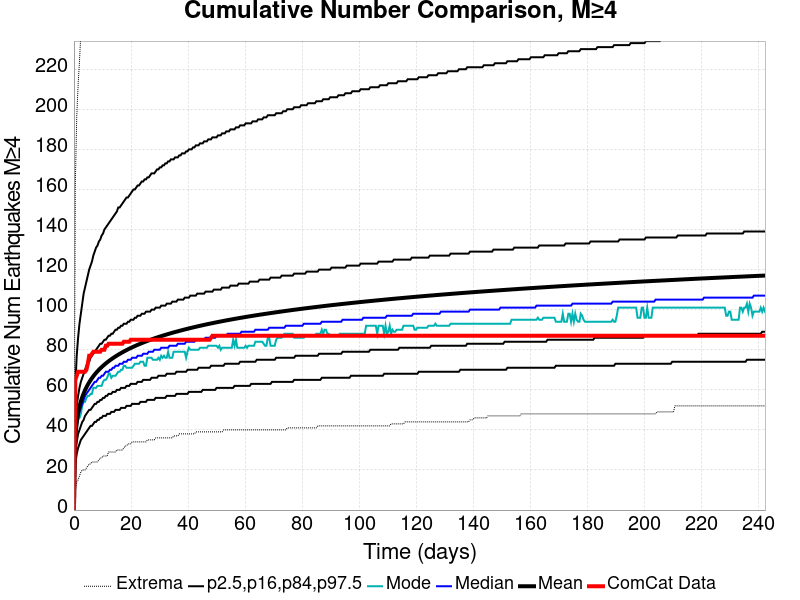 Cumulative Number Comparison, M≥4
Cumulative Num Earthquakes M≥4
220
200
180
160
140
120
100
80
60
40
20
0
0 20 40 60 80 100 120 140 160 180 200 220 240
Time (days)
Extrema p2.5,p16,p84,p97.5 Mode Median Mean ComCat Data